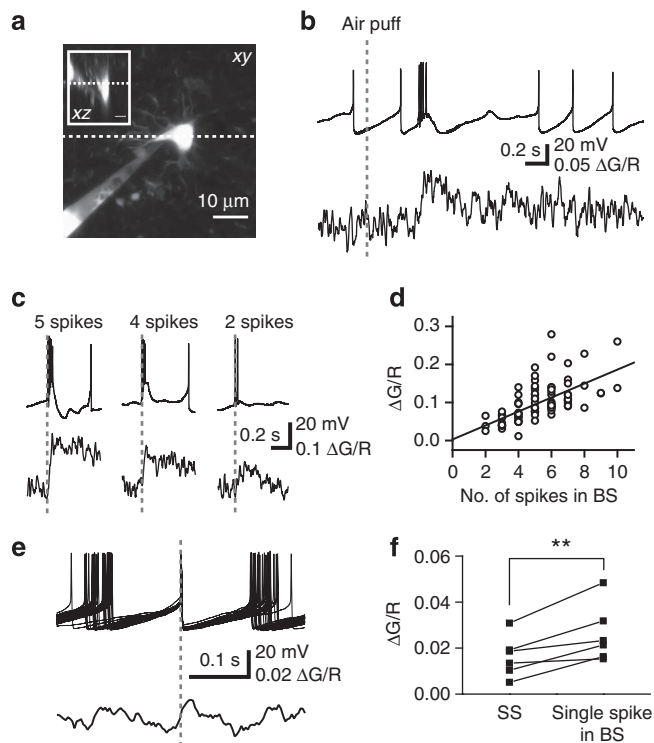 a
xy
xz
10 μm
b
Air puff
0.2 s
20 mV
0.05 ΔG/R
c
5 spikes
4 spikes
2 spikes
0.2 s
20 mV
0.1 ΔG/R
d
ΔG/R
0.3
0.2
0.1
0.0
0 2 4 6 8 10
No. of spikes in BS
e
0.1 s
20 mV
0.02 ΔG/R
f
**
ΔG/R
0.06
0.04
0.02
0.00
SS
Single spike
in BS